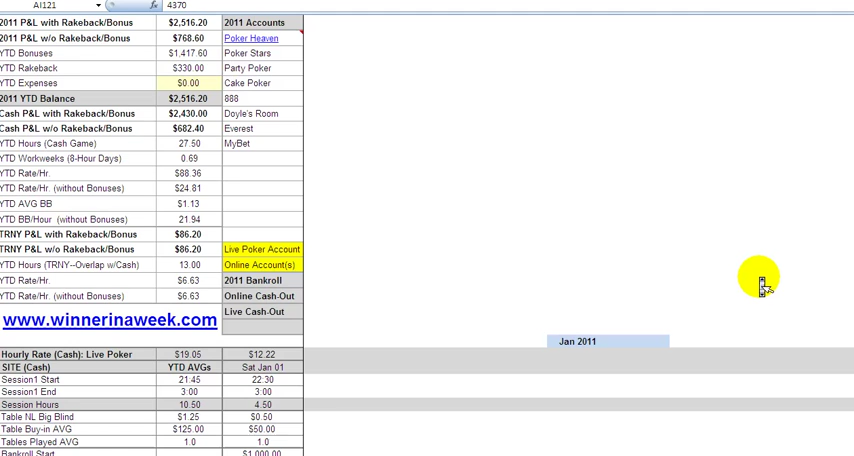 AI121 fx 4370
2011 P&L with Rakeback/Bonus $2,516.20 2011 Accounts
2011 P&L w/o Rakeback/Bonus $768.60 Poker Heaven
YTD Bonuses $1,417.60 Poker Stars
YTD Rakeback $330.00 Party Poker
YTD Expenses $0.00 Cake Poker
2011 YTD Balance $2,516.20 888
Cash P&L with Rakeback/Bonus $2,430.00 Doyle's Room
Cash P&L w/o Rakeback/Bonus $682.40 Everest
YTD Hours (Cash Game) 27.50 MyBet
YTD Workweeks (8-Hour Days) 0.69
YTD Rate/Hr. $88.36
YTD Rate/Hr. (without Bonuses) $24.81
YTD AVG BB $1.13
YTD BB/Hour (without Bonuses) 21.94
TRNY P&L with Rakeback/Bonus $86.20
TRNY P&L w/o Rakeback/Bonus $86.20 Live Poker Account
YTD Hours (TRNY--Overlap w/Cash) 13.00 Online Account(s)
YTD Rate/Hr. $6.63 2011 Bankroll
YTD Rate/Hr. (without Bonuses) $6.63 Online Cash-Out
www.winnerinaweek.com Live Cash-Out
Jan 2011
Hourly Rate (Cash): Live Poker $19.05 $12.22
SITE (Cash) YTD AVGs Sat Jan 01
Session1 Start 21:45 22:30
Session1 End 3:00 3:00
Session Hours 10.50 4.50
Table NL Big Blind $1.25 $0.50
Table Buy-in AVG $125.00 $50.00
Tables Played AVG 1.0 1.0
Bankroll Start $1,000.00